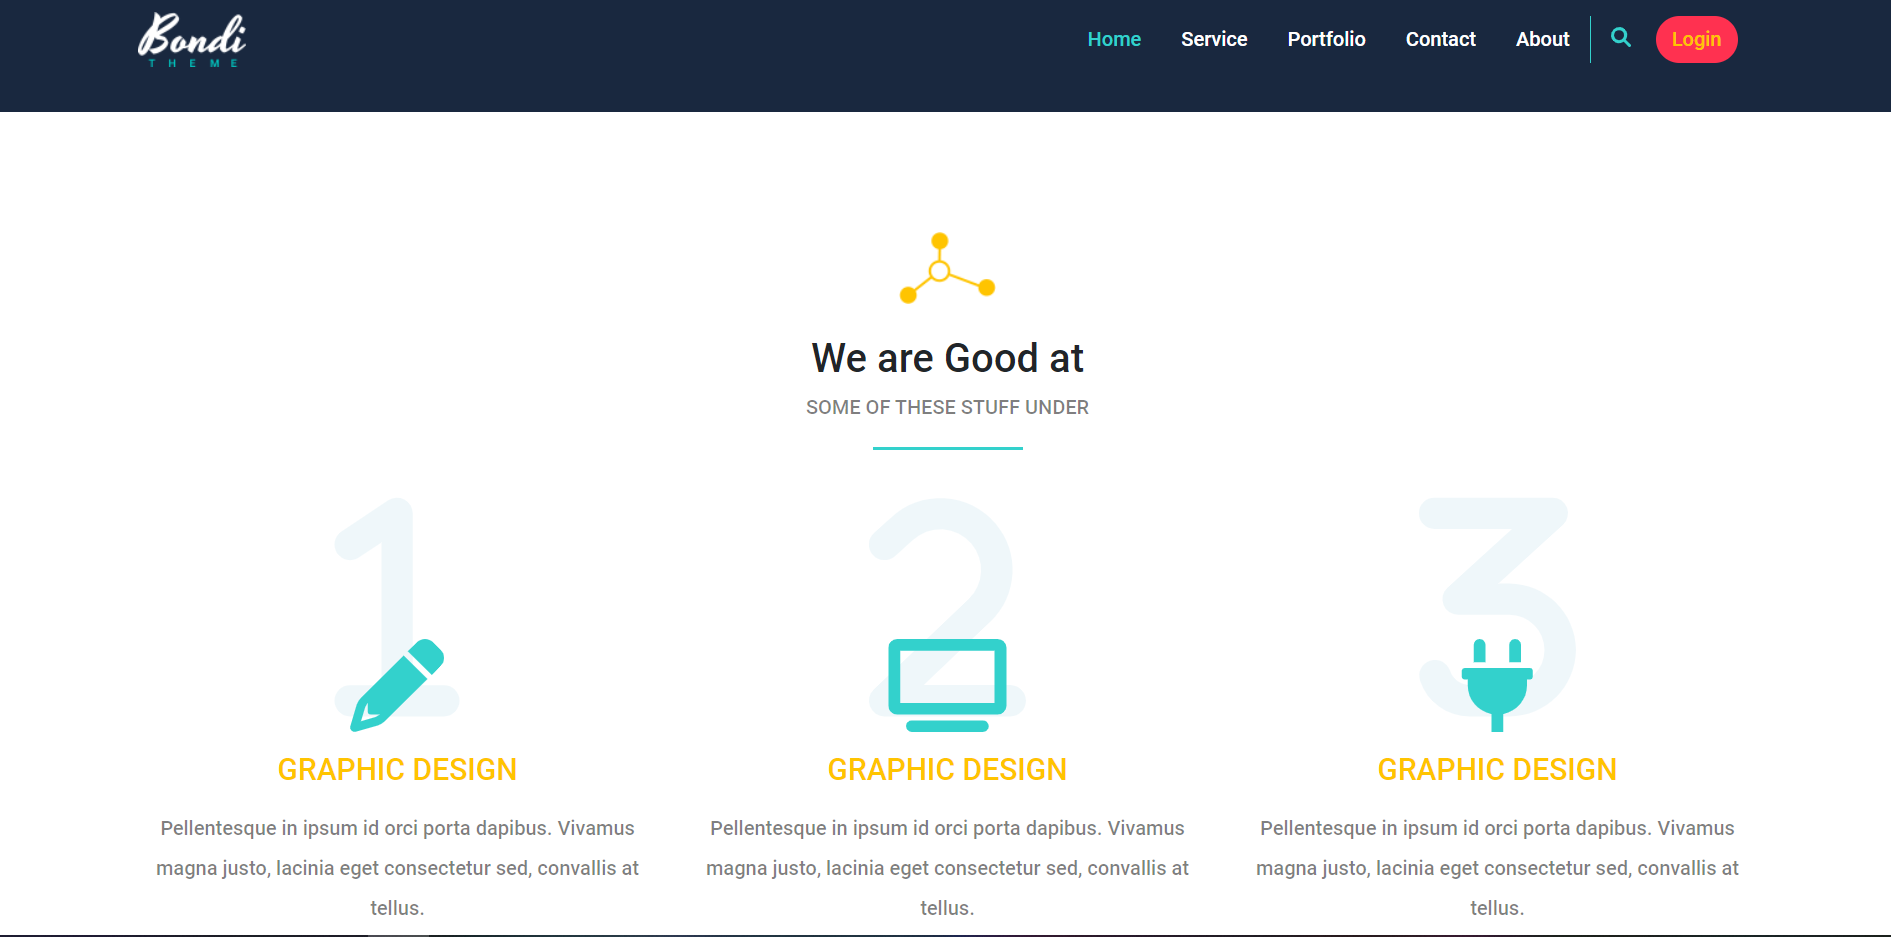 Bondi
THEME
Home Service Portfolio Contact About Login
We are Good at
SOME OF THESE STUFF UNDER
1 2 3
GRAPHIC DESIGN GRAPHIC DESIGN GRAPHIC DESIGN
Pellentesque in ipsum id orci porta dapibus. Vivamus
magna justo, lacinia eget consectetur sed, convallis at
tellus.
Pellentesque in ipsum id orci porta dapibus. Vivamus
magna justo, lacinia eget consectetur sed, convallis at
tellus.
Pellentesque in ipsum id orci porta dapibus. Vivamus
magna justo, lacinia eget consectetur sed, convallis at
tellus.